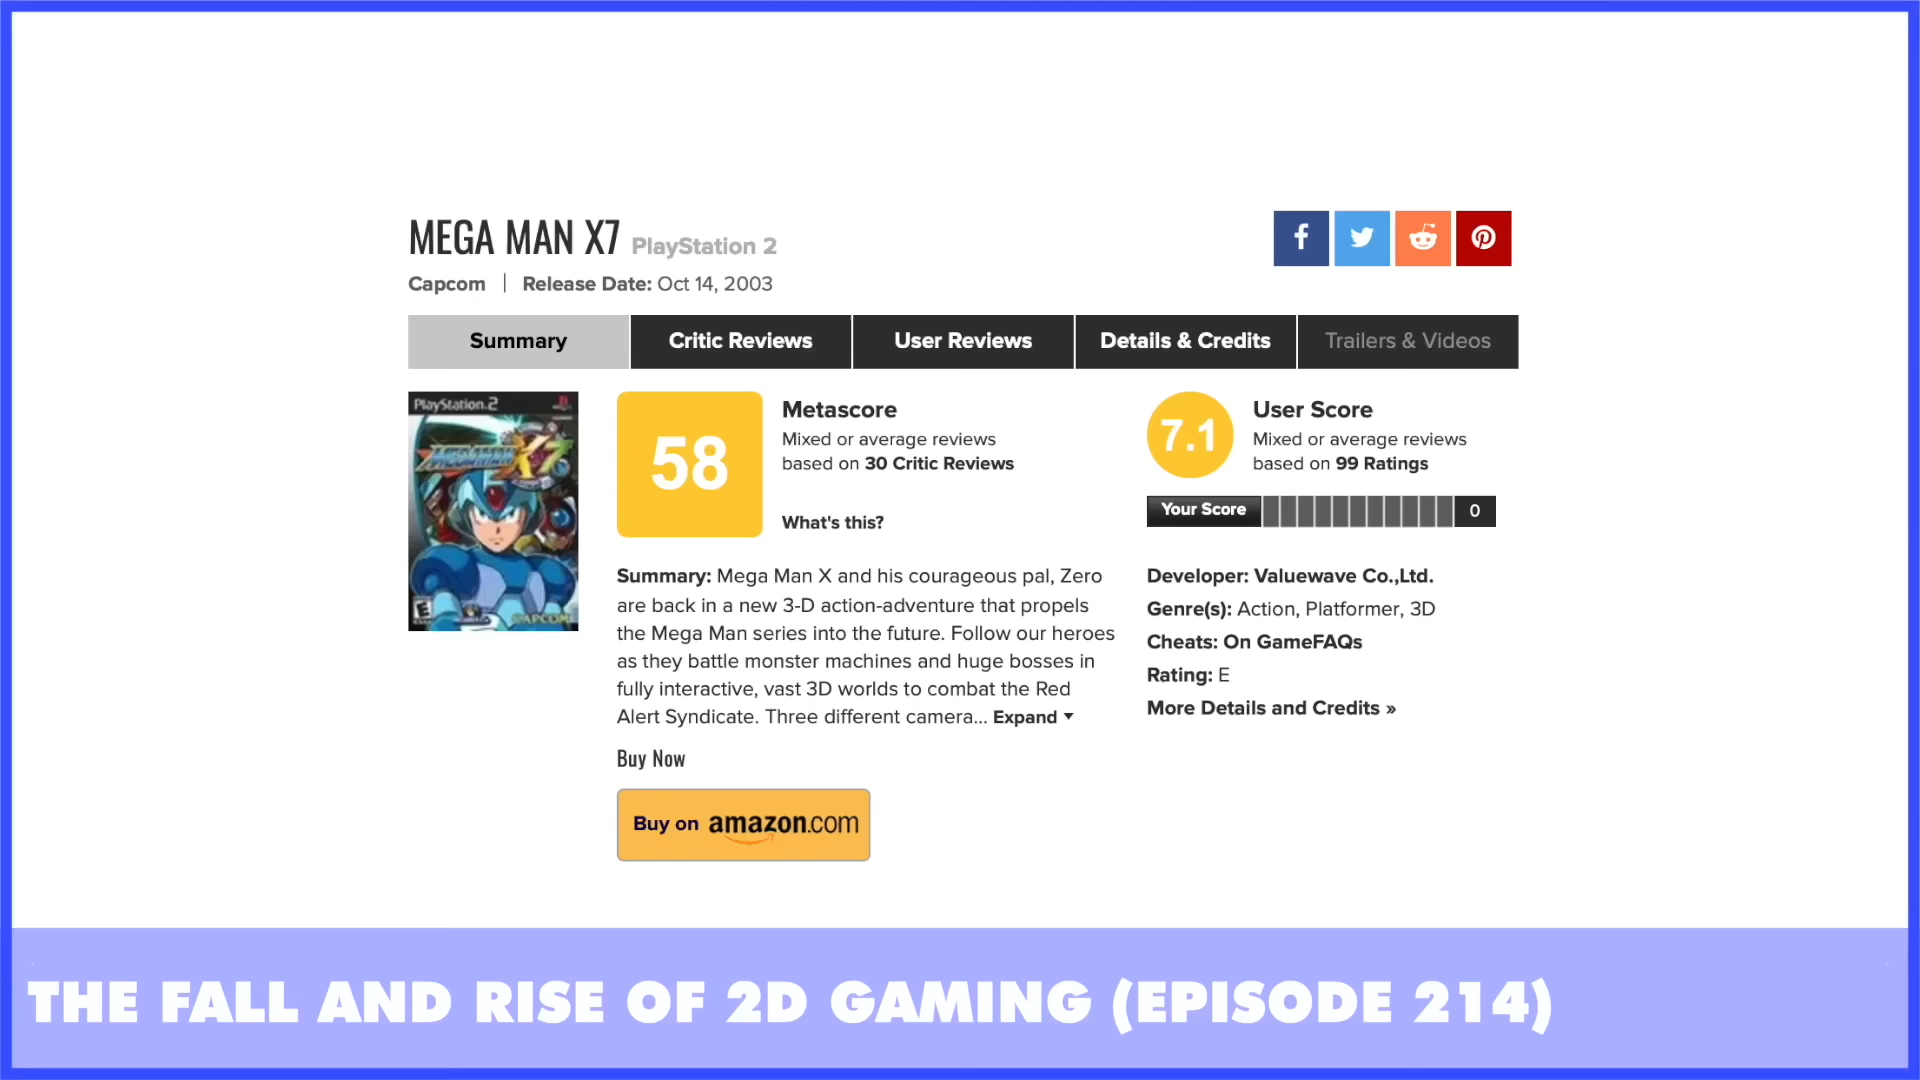 MEGA MAN X7 PlayStation 2
Capcom | Release Date: Oct 14, 2003
Summary
Critic Reviews
User Reviews
Details & Credits
Trailers & Videos
PlayStation.2
MEGAMAN X7
E
CAPCOM
58
Metascore
Mixed or average reviews
based on 30 Critic Reviews
What's this?
7.1
User Score
Mixed or average reviews
based on 99 Ratings
Your Score
0
Summary: Mega Man X and his courageous pal, Zero
are back in a new 3-D action-adventure that propels
the Mega Man series into the future. Follow our heroes
as they battle monster machines and huge bosses in
fully interactive, vast 3D worlds to combat the Red
Alert Syndicate. Three different camera... Expand
Developer: Valuewave Co.,Ltd.
Genre(s): Action, Platformer, 3D
Cheats: On GameFAQs
Rating: E
More Details and Credits »
Buy Now
Buy on amazon.com
THE FALL AND RISE OF 2D GAMING (EPISODE 214)